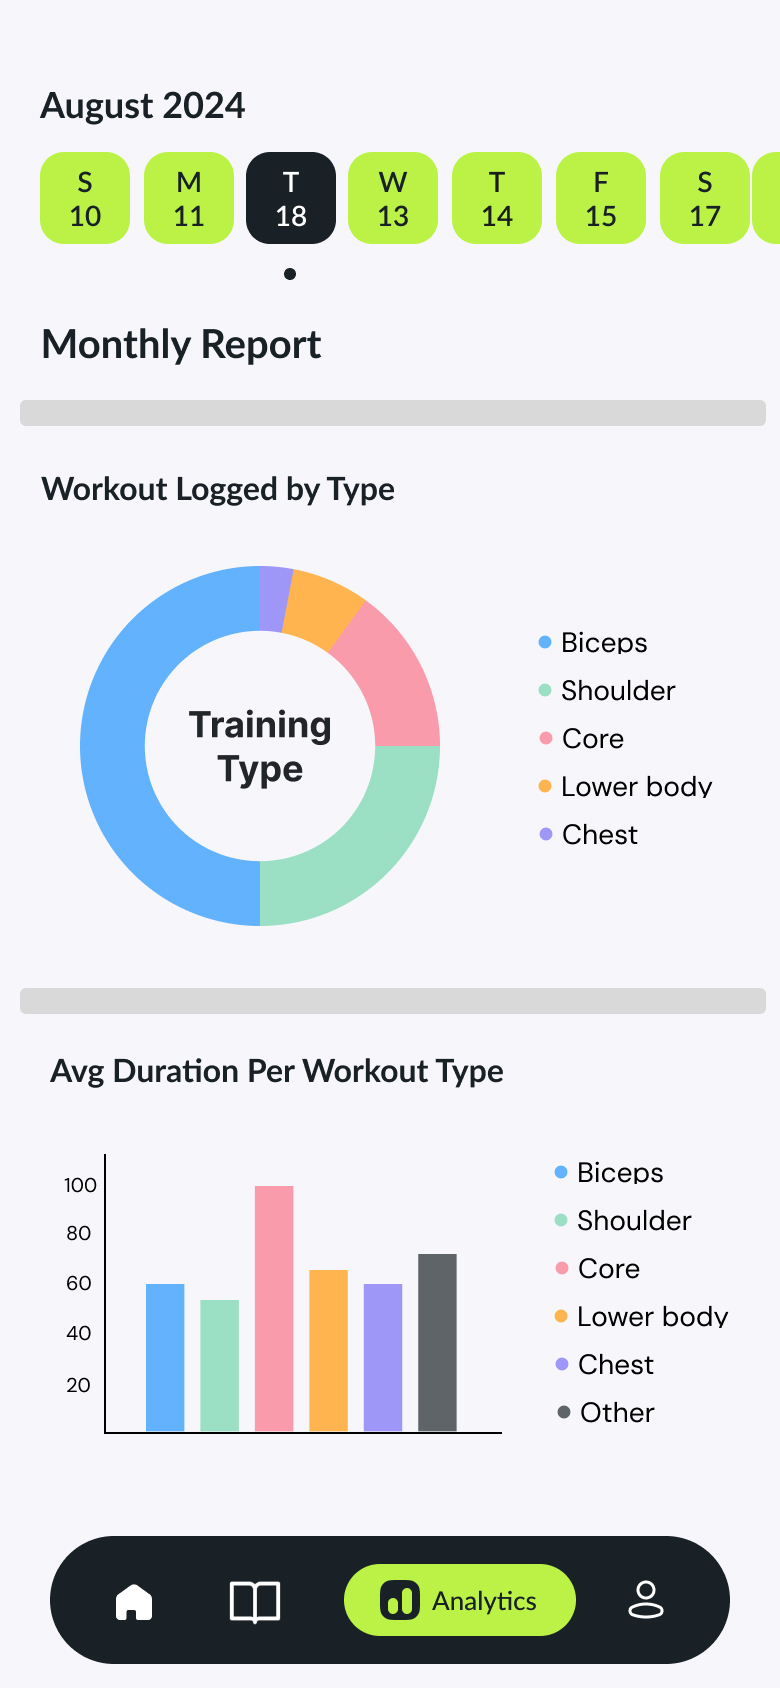 August 2024
S M T W T F S
10 11 18 13 14 15 17
Monthly Report
Workout Logged by Type
Training
Type
Biceps
Shoulder
Core
Lower body
Chest
Avg Duration Per Workout Type
100
80
60
40
20
Biceps
Shoulder
Core
Lower body
Chest
Other
Analytics